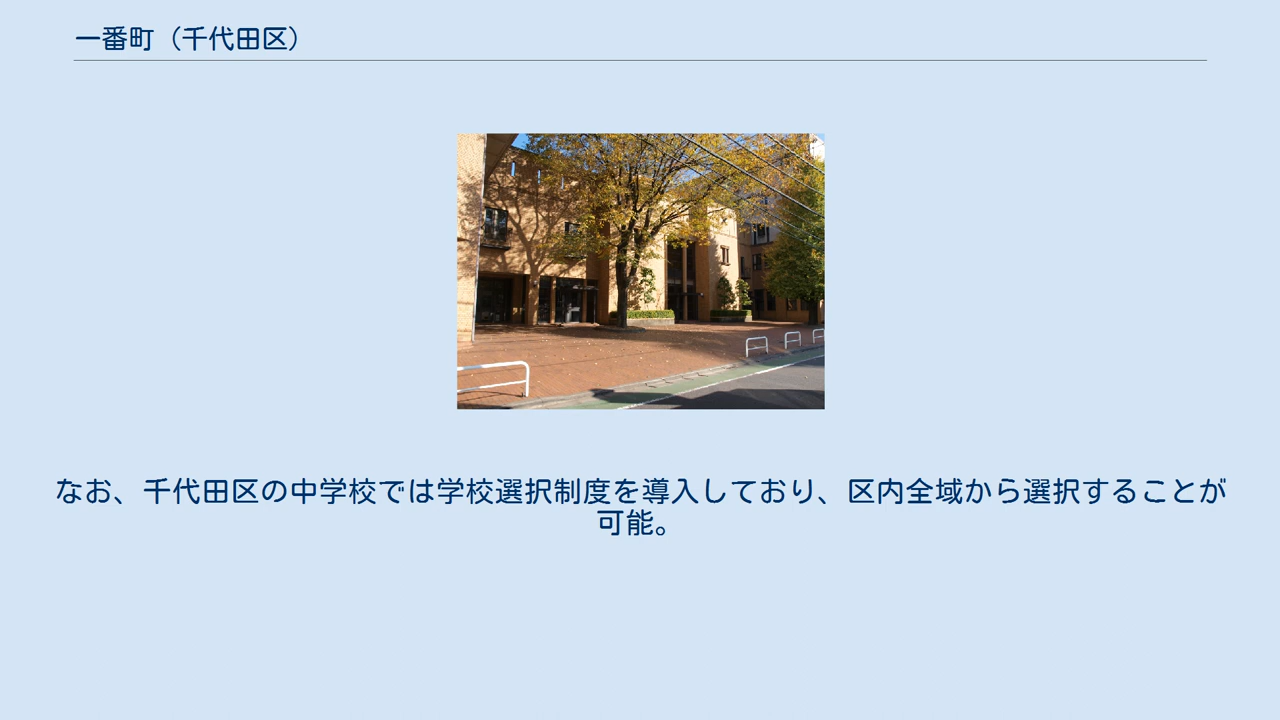 一番町（千代田区）
なお、千代田区の中学校では学校選択制度を導入しており、区内全域から選択することが
可能。